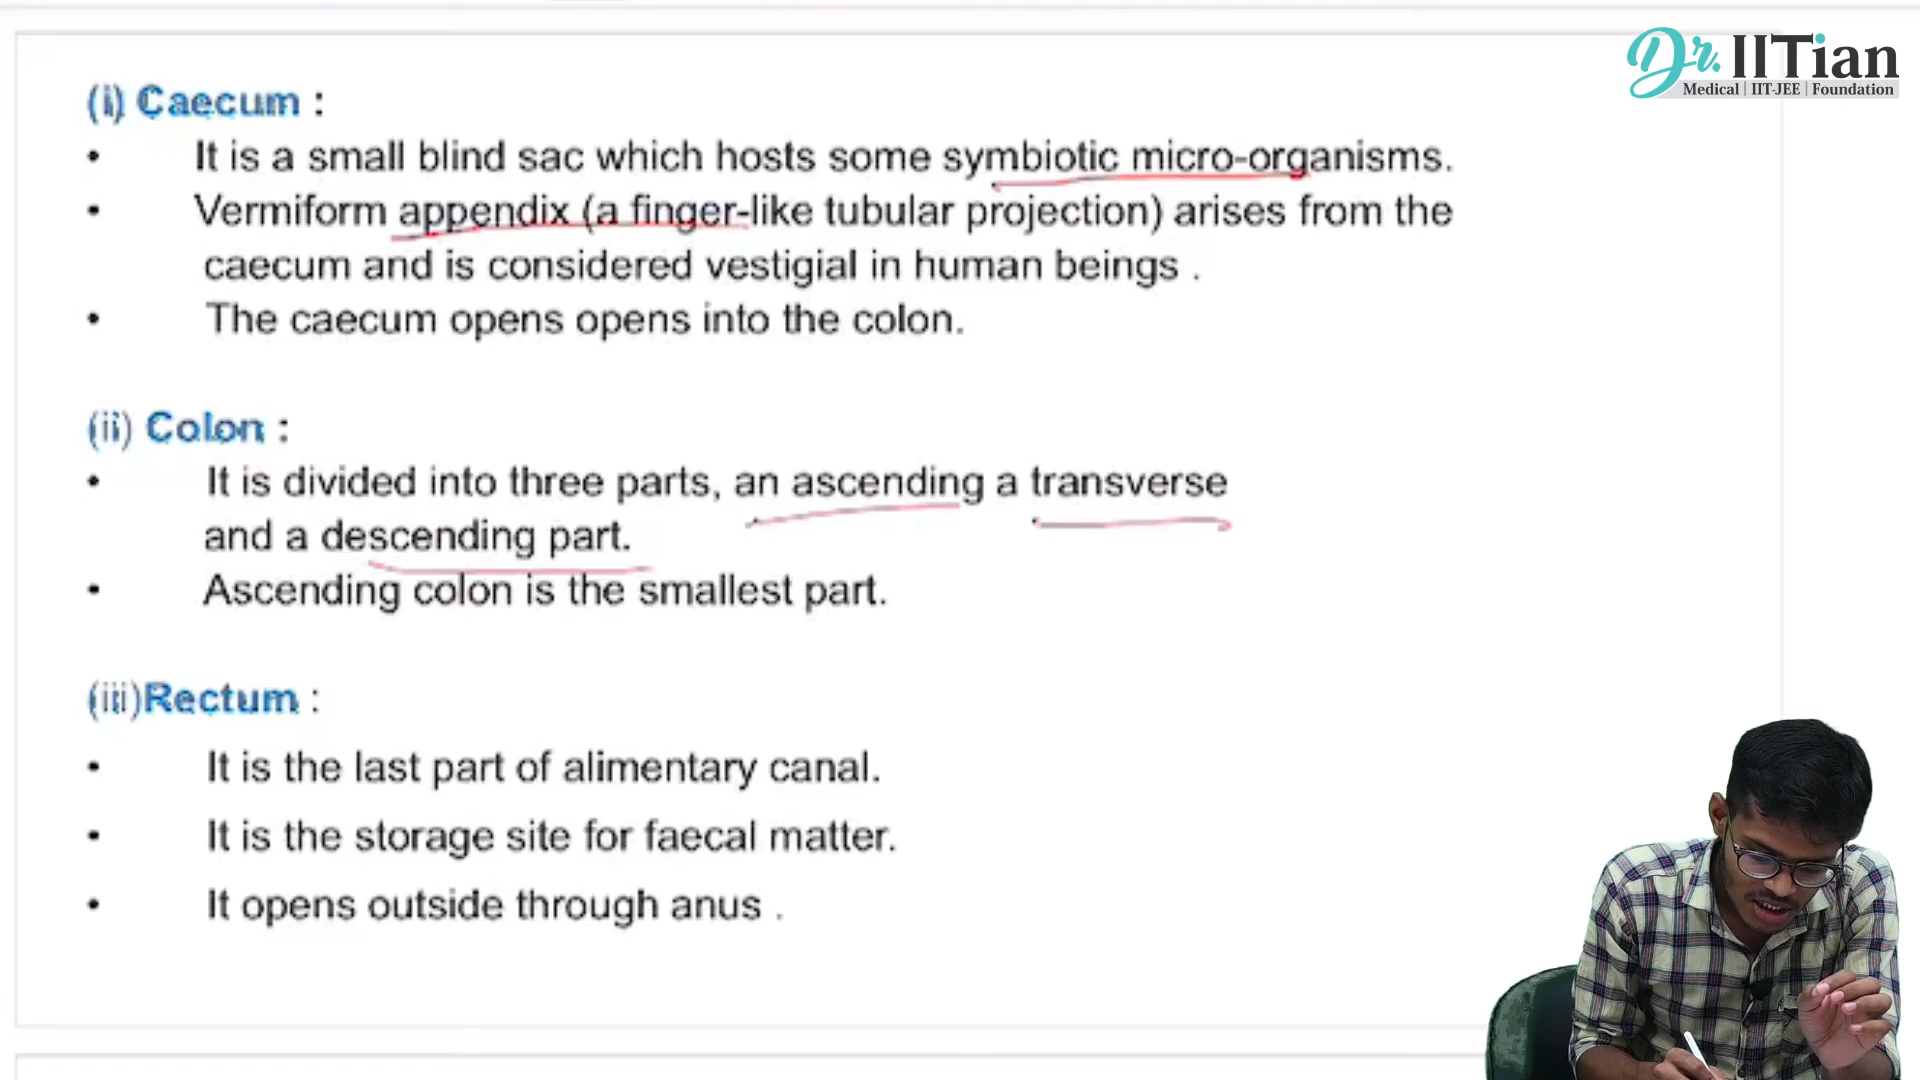 Dr. IITian
Medical | IIT-JEE | Foundation
(i) Caecum :
• It is a small blind sac which hosts some symbiotic micro-organisms.
• Vermiform appendix (a finger-like tubular projection) arises from the
caecum and is considered vestigial in human beings .
• The caecum opens opens into the colon.
(ii) Colon :
• It is divided into three parts, an ascending a transverse
and a descending part.
• Ascending colon is the smallest part.
(iii)Rectum :
• It is the last part of alimentary canal.
• It is the storage site for faecal matter.
• It opens outside through anus .